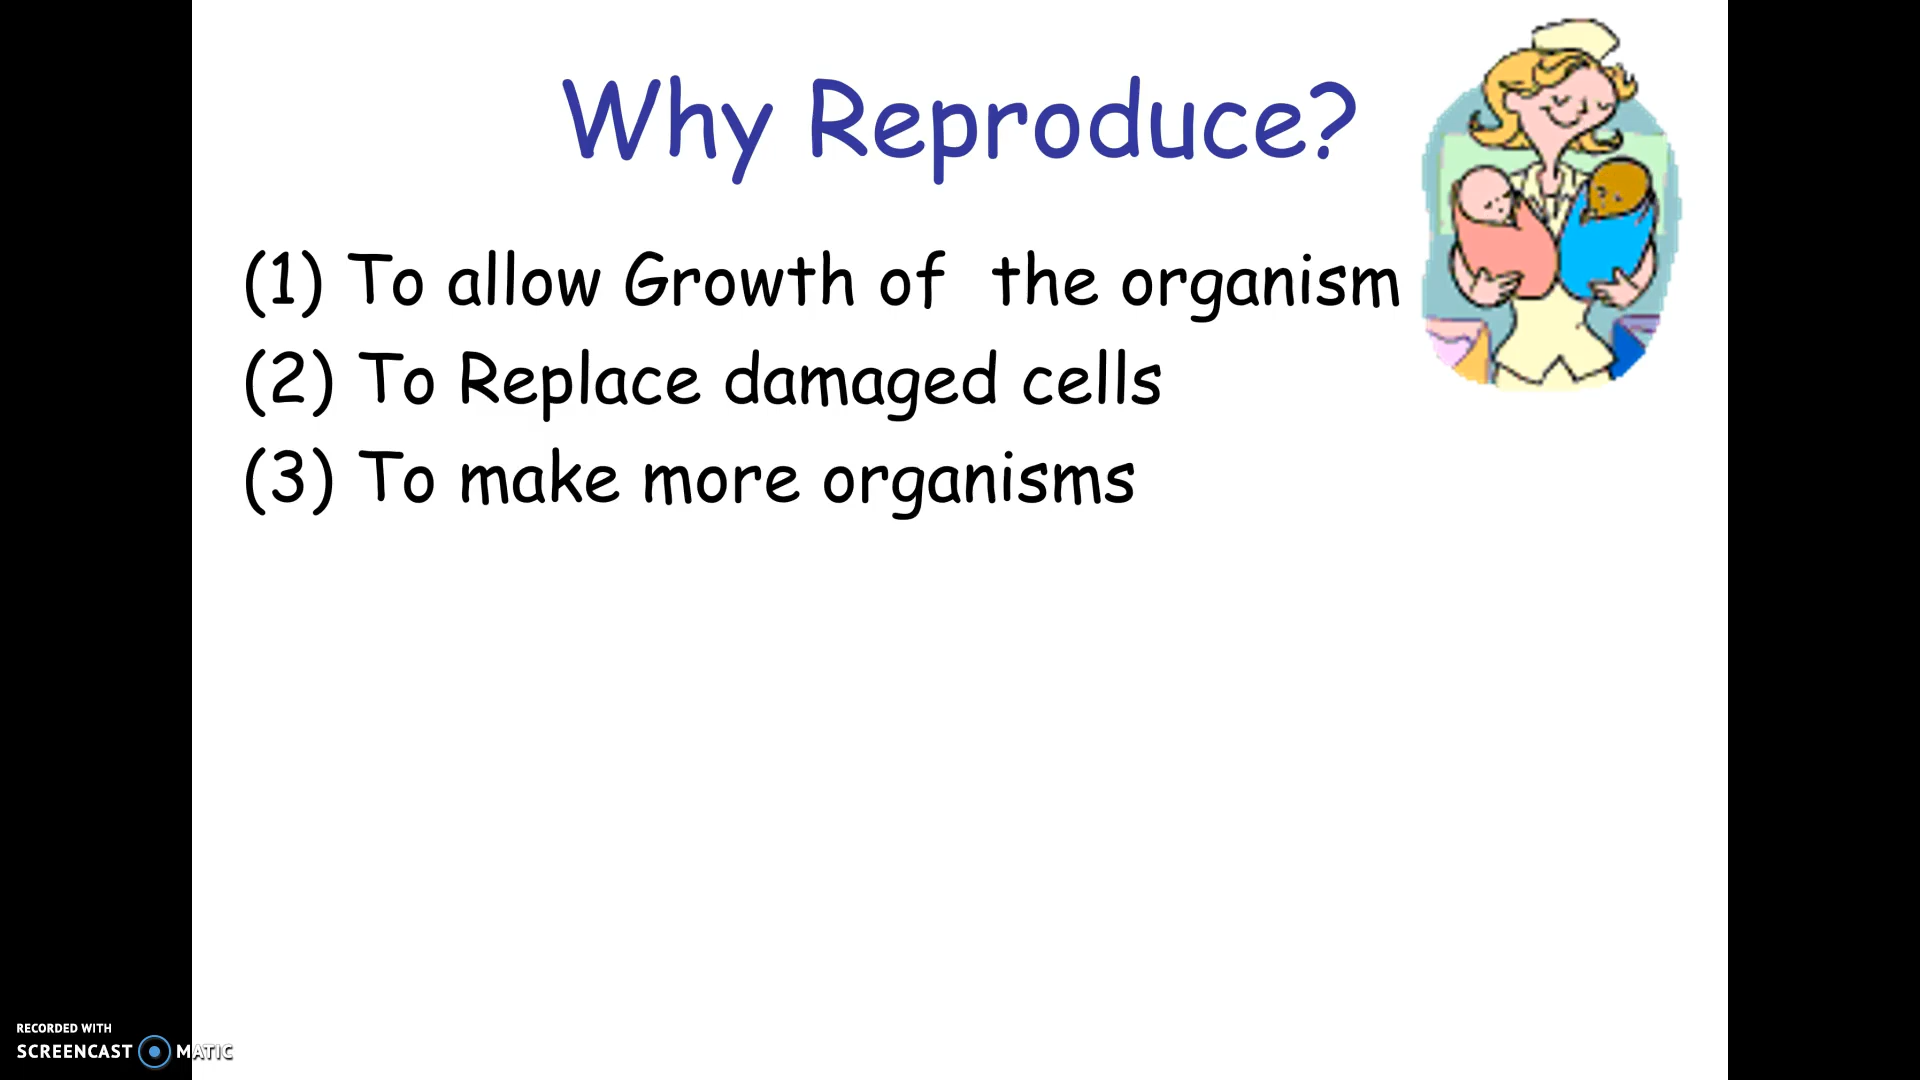 Why Reproduce?
(1) To allow Growth of the organism
(2) To Replace damaged cells
(3) To make more organisms
RECORDED WITH
SCREENCAST MATIC